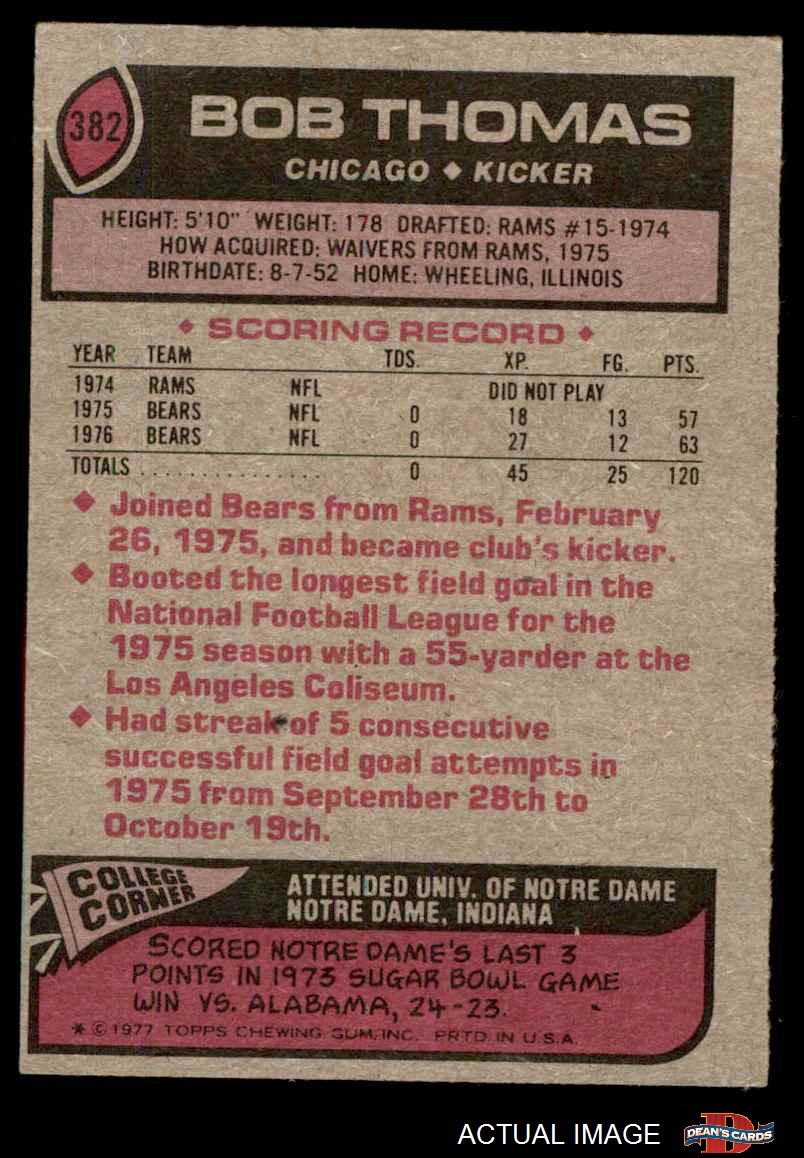 382
BOB THOMAS
CHICAGO ♦ KICKER
HEIGHT: 5'10" WEIGHT: 178 DRAFTED: RAMS #15-1974
HOW ACQUIRED: WAIVERS FROM RAMS, 1975
BIRTHDATE: 8-7-52 HOME: WHEELING, ILLINOIS
♦ SCORING RECORD ♦
YEAR TEAM TDS. XP. FG. PTS.
1974 RAMS NFL DID NOT PLAY
1975 BEARS NFL 0 18 13 57
1976 BEARS NFL 0 27 12 63
TOTALS . . . . . . . . . . . . . . . 0 45 25 120
♦ Joined Bears from Rams, February
26, 1975, and became club's kicker.
♦ Booted the longest field goal in the
National Football League for the
1975 season with a 55-yarder at the
Los Angeles Coliseum.
♦ Had streak of 5 consecutive
successful field goal attempts in
1975 from September 28th to
October 19th.
COLLEGE
CORNER
ATTENDED UNIV. OF NOTRE DAME
NOTRE DAME, INDIANA
SCORED NOTRE DAME'S LAST 3
POINTS IN 1973 SUGAR BOWL GAME
WIN VS. ALABAMA, 24-23.
* © 1977 TOPPS CHEWING GUM, INC. PRTD IN U.S.A.
ACTUAL IMAGE
D
DEAN'S CARDS